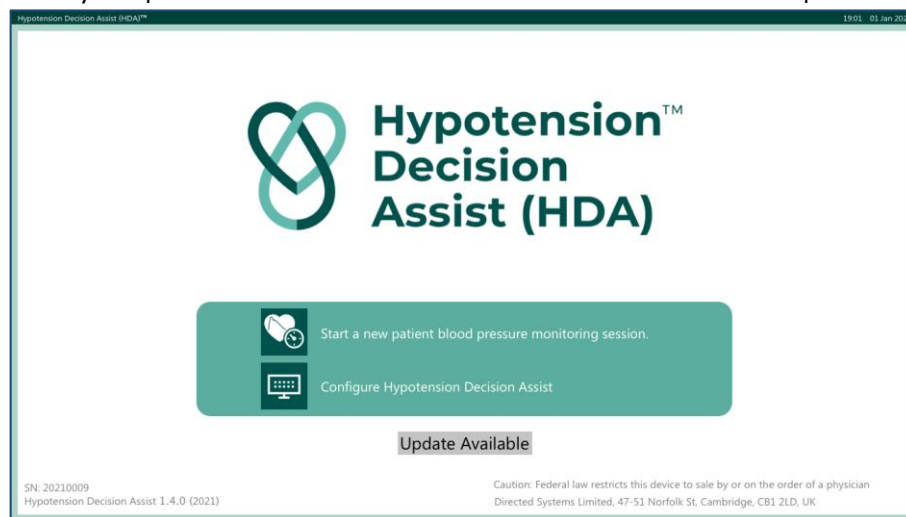 Hypotension Decision Assist (HDA)™ 19:01 01 Jan
Hypotension™
Decision
Assist (HDA)
Start a new patient blood pressure monitoring session.
Configure Hypotension Decision Assist
Update Available
SN: 20210009
Hypotension Decision Assist 1.4.0 (2021)
Caution: Federal law restricts this device to sale by or on the order of a physician
Directed Systems Limited, 47-51 Norfolk St, Cambridge, CB1 2LD, UK